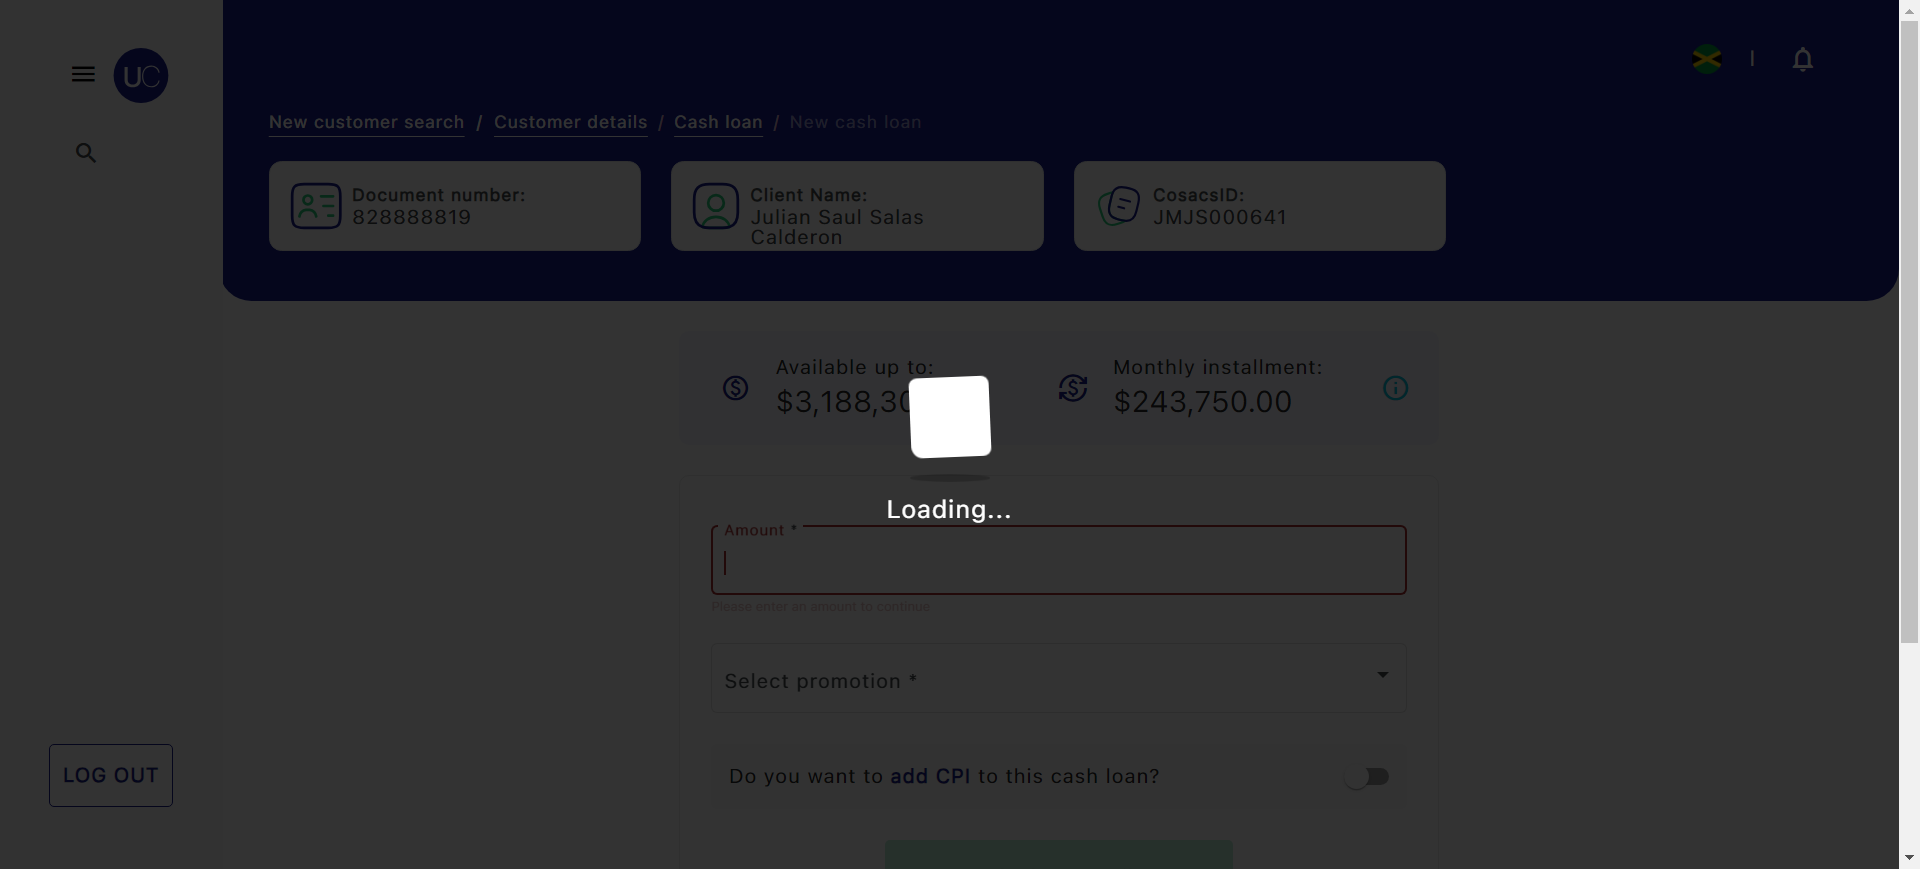 UC
New customer search / Customer details / Cash loan / New cash loan
Document number:
828888819
Client Name:
Julian Saul Salas
Calderon
CosacsID:
JMJS000641
Available up to:
$3,188,30
Monthly installment:
$243,750.00
Loading...
Amount *
Please enter an amount to continue
Select promotion *
Do you want to add CPI to this cash loan?
LOG OUT